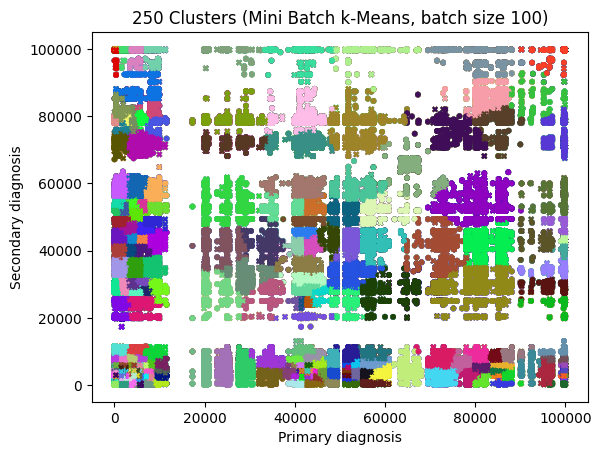 250 Clusters (Mini Batch k-Means, batch size 100)
100000
80000
60000
40000
20000
0
Secondary diagnosis
0 20000 40000 60000 80000 100000
Primary diagnosis